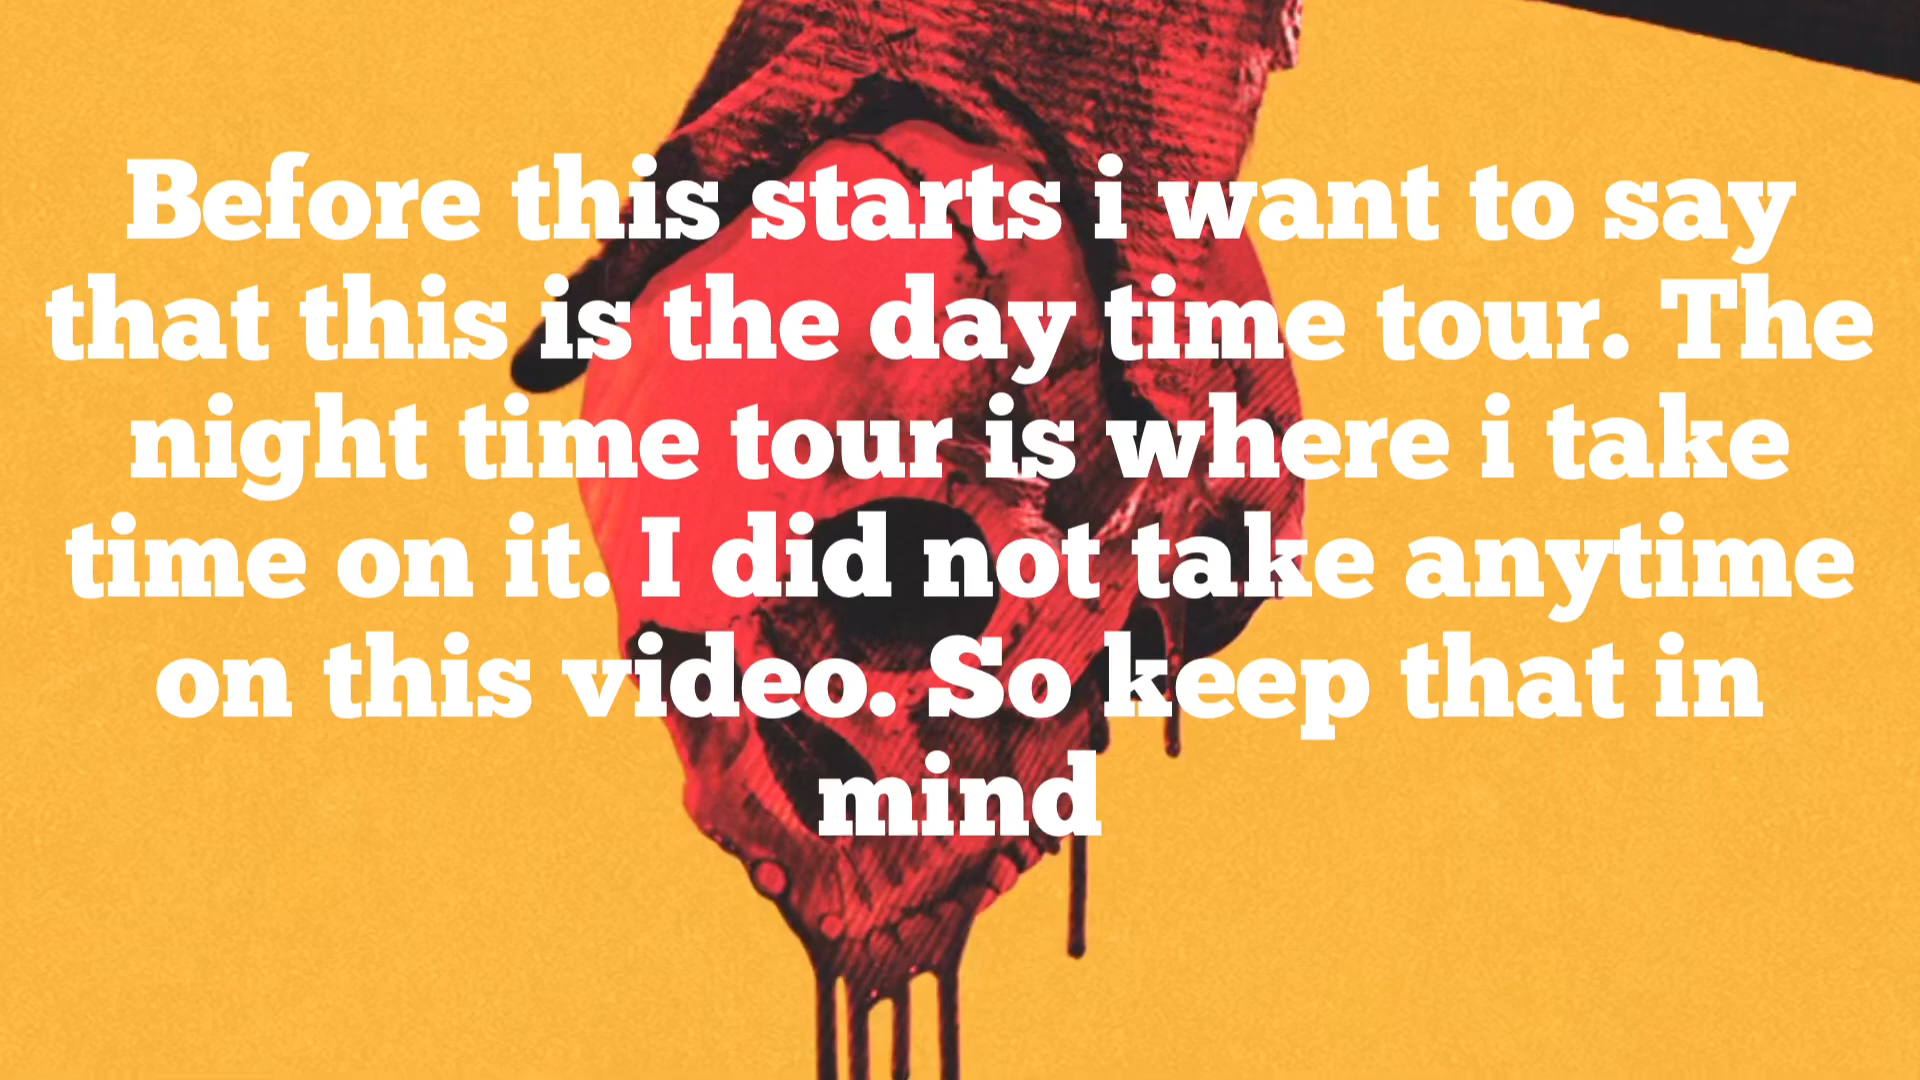 Before this starts i want to say
that this is the day time tour. The
night time tour is where i take
time on it. I did not take anytime
on this video. So keep that in
mind